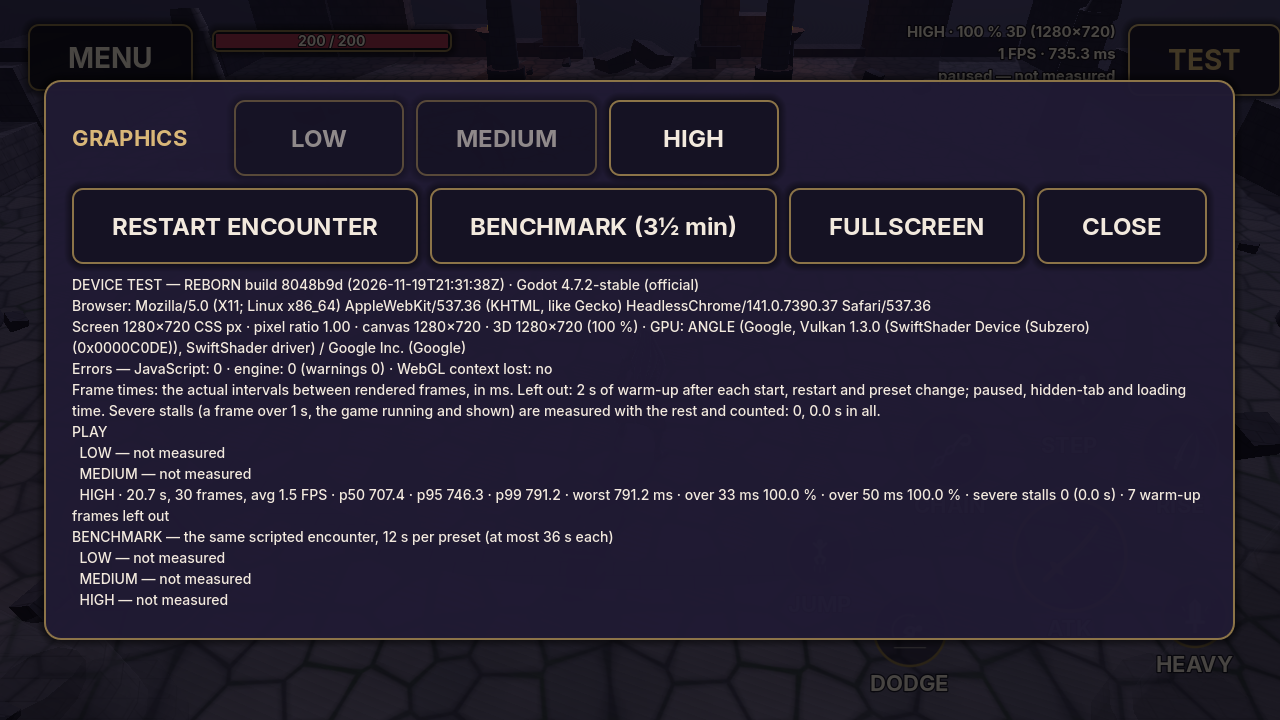 MENU
200 / 200
HIGH · 100 % 3D (1280×720)
1 FPS · 735.3 ms
paused — not measured
TEST
GRAPHICS
LOW
MEDIUM
HIGH
RESTART ENCOUNTER
BENCHMARK (3½ min)
FULLSCREEN
CLOSE
DEVICE TEST — REBORN build 8048b9d (2026-11-19T21:31:38Z) · Godot 4.7.2-stable (official)
Browser: Mozilla/5.0 (X11; Linux x86_64) AppleWebKit/537.36 (KHTML, like Gecko) HeadlessChrome/141.0.7390.37 Safari/537.36
Screen 1280×720 CSS px · pixel ratio 1.00 · canvas 1280×720 · 3D 1280×720 (100 %) · GPU: ANGLE (Google, Vulkan 1.3.0 (SwiftShader Device (Subzero)
(0x0000C0DE)), SwiftShader driver) / Google Inc. (Google)
Errors — JavaScript: 0 · engine: 0 (warnings 0) · WebGL context lost: no
Frame times: the actual intervals between rendered frames, in ms. Left out: 2 s of warm-up after each start, restart and preset change; paused, hidden-tab and loading
time. Severe stalls (a frame over 1 s, the game running and shown) are measured with the rest and counted: 0, 0.0 s in all.
PLAY
LOW — not measured
MEDIUM — not measured
HIGH · 20.7 s, 30 frames, avg 1.5 FPS · p50 707.4 · p95 746.3 · p99 791.2 · worst 791.2 ms · over 33 ms 100.0 % · over 50 ms 100.0 % · severe stalls 0 (0.0 s) · 7 warm-up
frames left out
BENCHMARK — the same scripted encounter, 12 s per preset (at most 36 s each)
LOW — not measured
MEDIUM — not measured
HIGH — not measured
HEAVY
DODGE